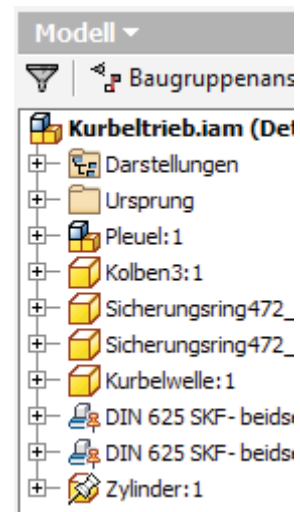 Modell
Baugruppenans
Kurbeltrieb.iam (Det
Darstellungen
Ursprung
Pleuel:1
Kolben3:1
Sicherungsring472_
Sicherungsring472_
Kurbelwelle:1
DIN 625 SKF - beidse
DIN 625 SKF - beidse
Zylinder:1